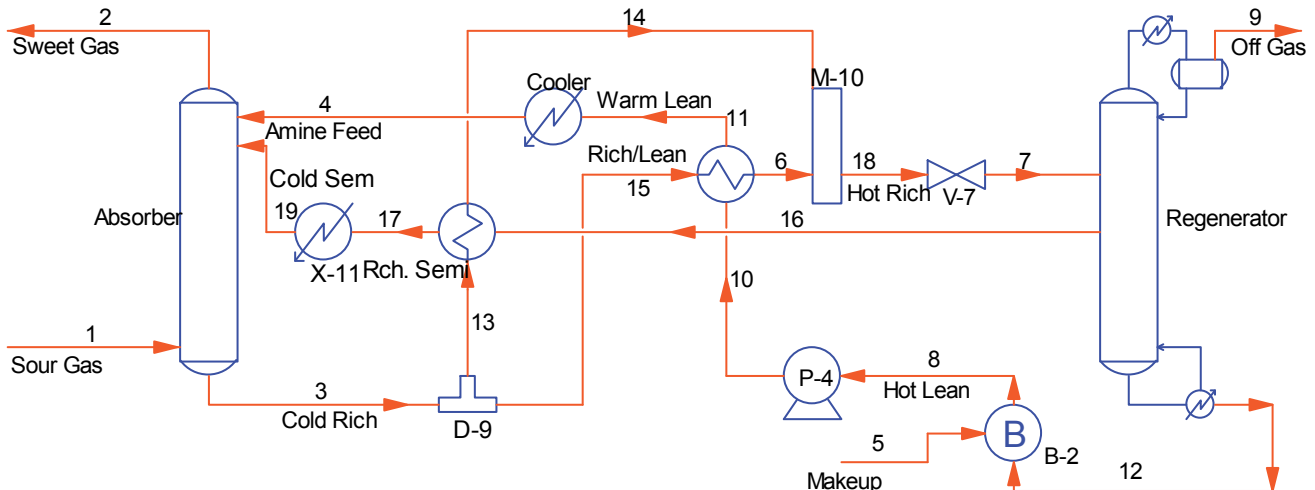 2
Sweet Gas
14
9
Off Gas
Cooler
M-10
4
Amine Feed
Warm Lean
11
Rich/Lean
15
6
18
Hot Rich
7
V-7
Cold Sem
Absorber
19
17
16
Regenerator
X-11
Rch. Semi
10
13
1
Sour Gas
P-4
8
Hot Lean
3
Cold Rich
D-9
B
B-2
5
Makeup
12